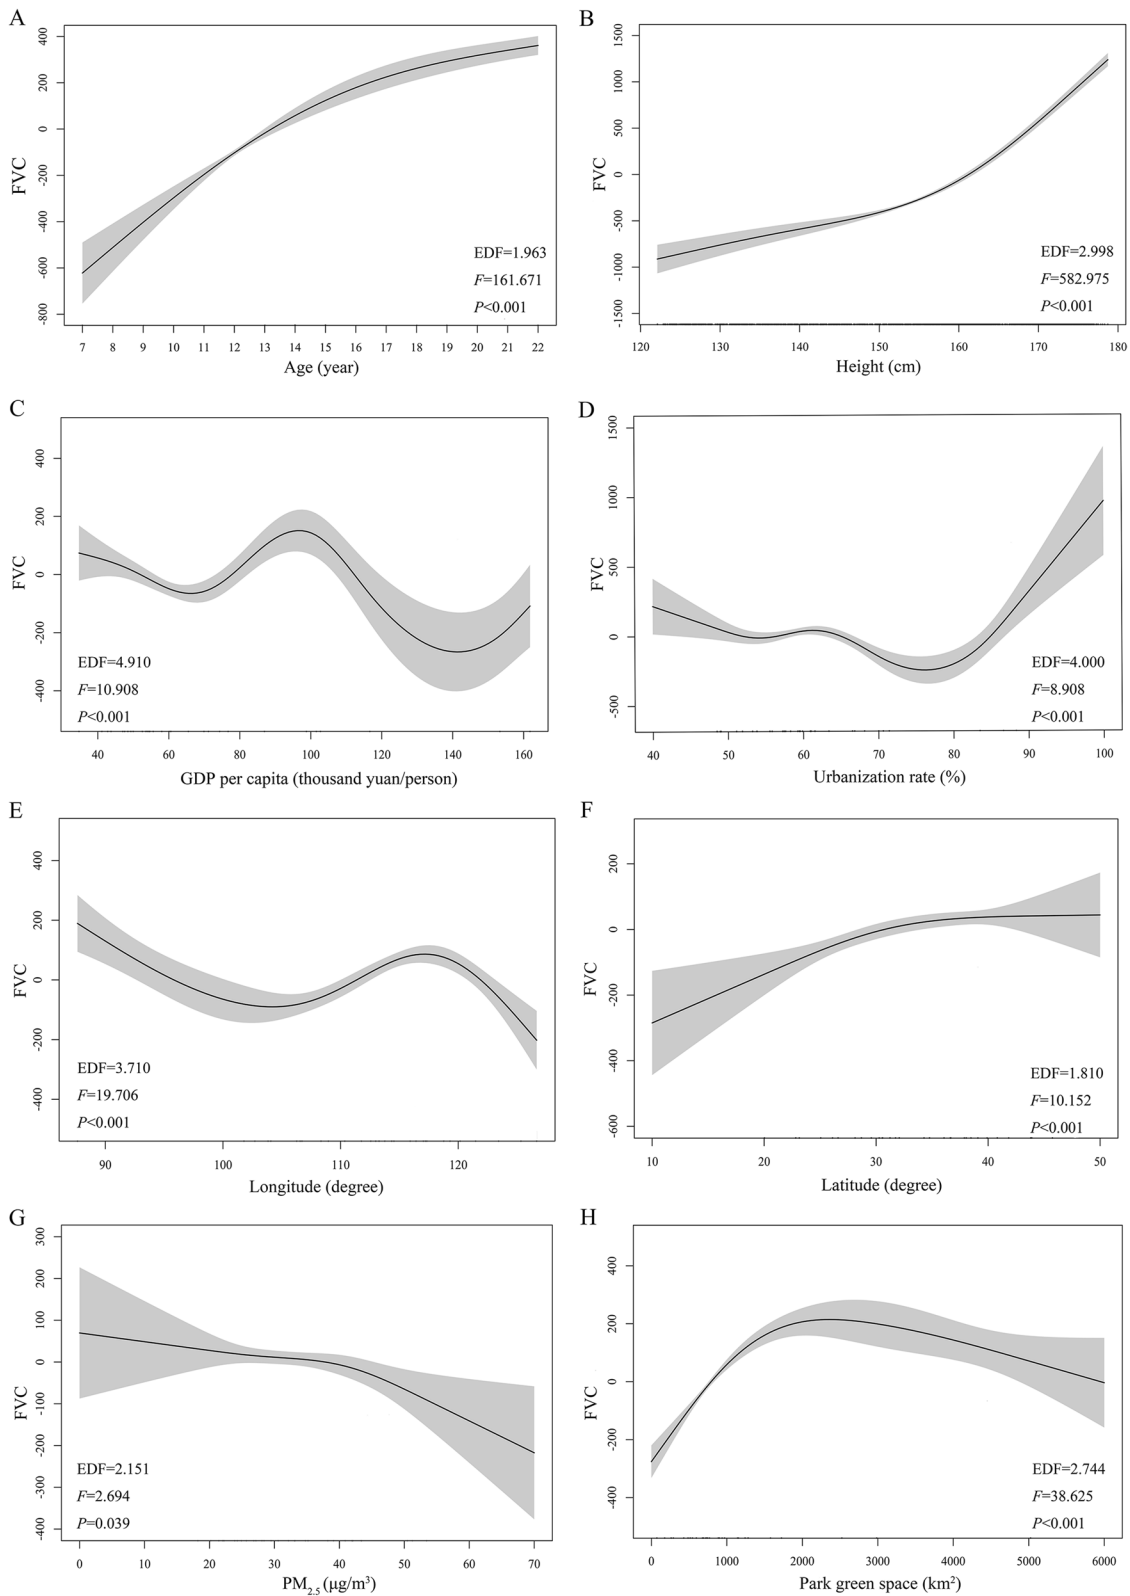 A
FVC
400
200
0
-200
-400
-600
-800
EDF=1.963
F=161.671
P<0.001
7 8 9 10 11 12 13 14 15 16 17 18 19 20 21 22
Age (year)
B
FVC
1500
1000
500
0
-500
-1000
-1500
EDF=2.998
F=582.975
P<0.001
120 130 140 150 160 170 180
Height (cm)
C
FVC
400
200
0
-200
-400
EDF=4.910
F=10.908
P<0.001
40 60 80 100 120 140 160
GDP per capita (thousand yuan/person)
D
FVC
1500
1000
500
0
-500
EDF=4.000
F=8.908
P<0.001
40 50 60 70 80 90 100
Urbanization rate (%)
E
FVC
400
200
0
-200
-400
EDF=3.710
F=19.706
P<0.001
90 100 110 120
Longitude (degree)
F
FVC
200
0
-200
-400
-600
EDF=1.810
F=10.152
P<0.001
10 20 30 40 50
Latitude (degree)
G
FVC
300
200
100
0
-100
-200
-300
-400
EDF=2.151
F=2.694
P=0.039
0 10 20 30 40 50 60 70
PM2.5 (μg/m³)
H
FVC
400
200
0
-200
-400
EDF=2.744
F=38.625
P<0.001
0 1000 2000 3000 4000 5000 6000
Park green space (km²)